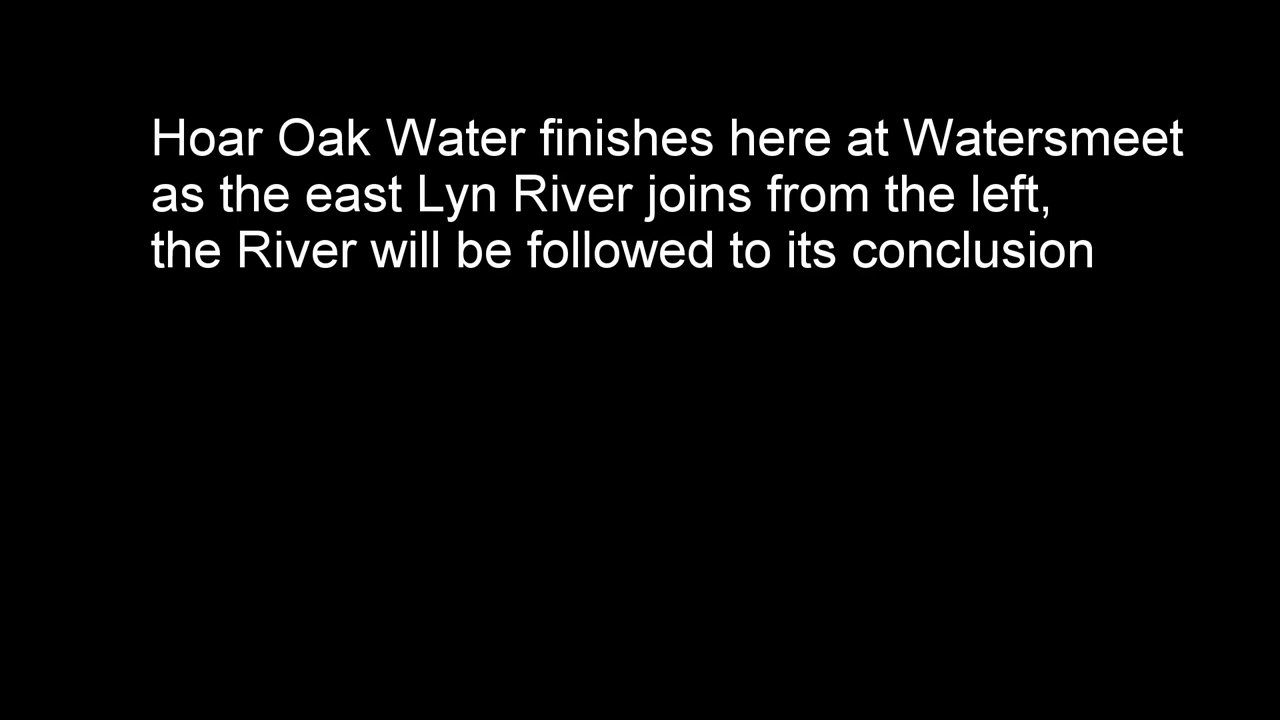 Hoar Oak Water finishes here at Watersmeet
as the east Lyn River joins from the left,
the River will be followed to its conclusion